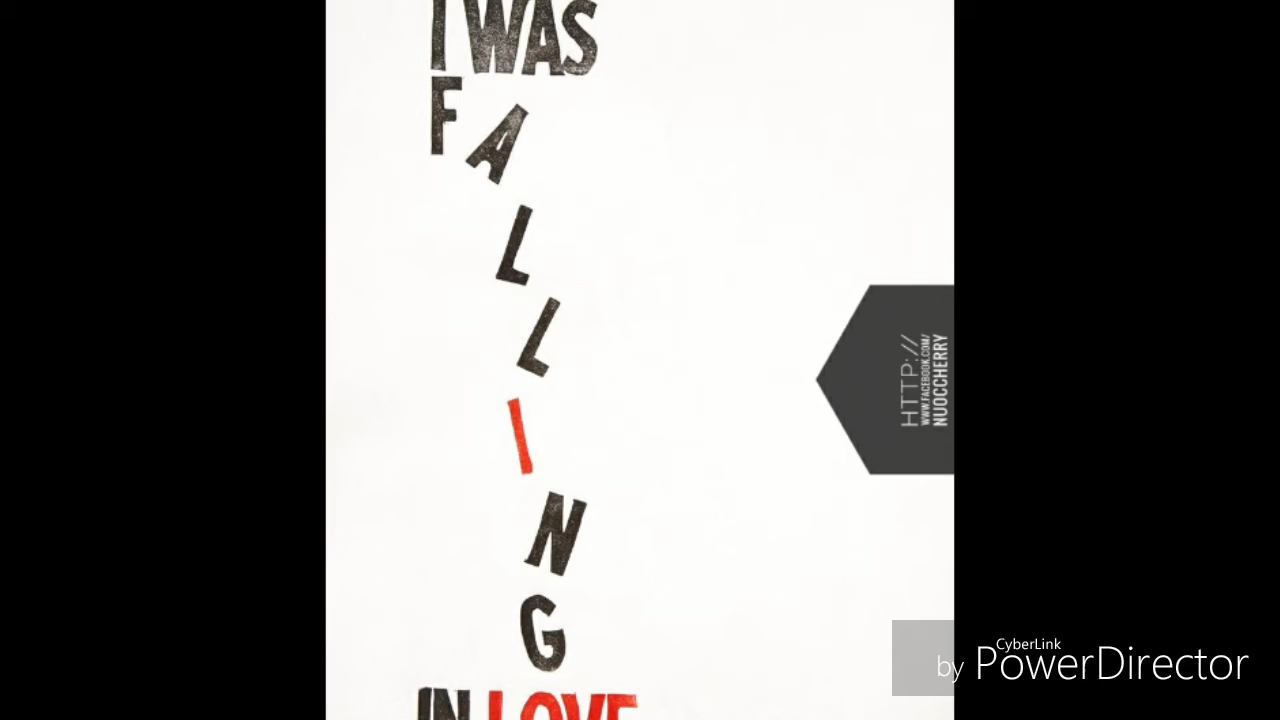 I WAS
F
A
L
L
I
N
G
IN LOVE
HTTP://
WWW.FACEBOOK.COM/
NUOCCHERRY
CyberLink
by PowerDirector